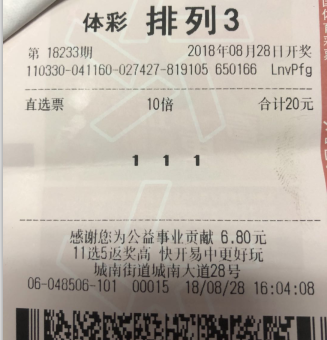 体彩 排列3
第 18233期 2018年08月28日开奖
110330-041160-027427-819105 650166 LnvPfg
直选票 10倍 合计20元
1 1 1
感谢您为公益事业贡献 6.80元
11选5返奖高 快开易中更好玩
城南街道城南大道28号
06-048506-101 00015 18/08/28 16:04:08